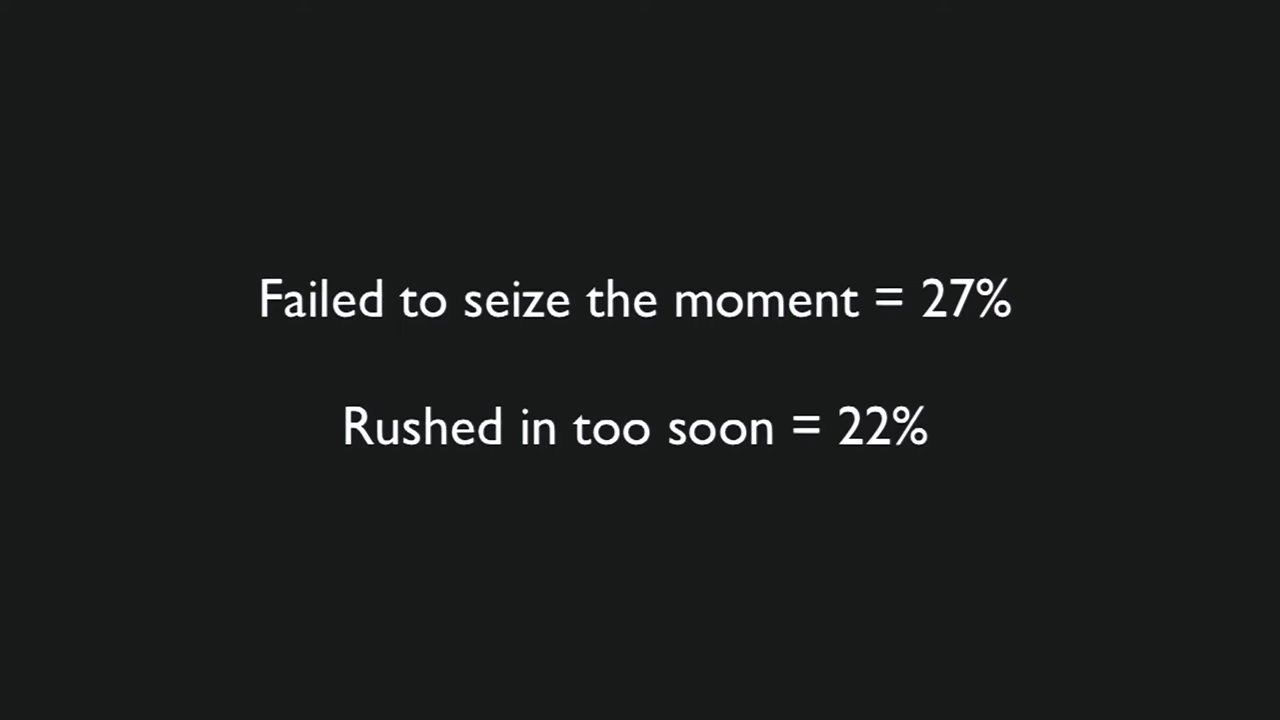 Failed to seize the moment = 27%
Rushed in too soon = 22%